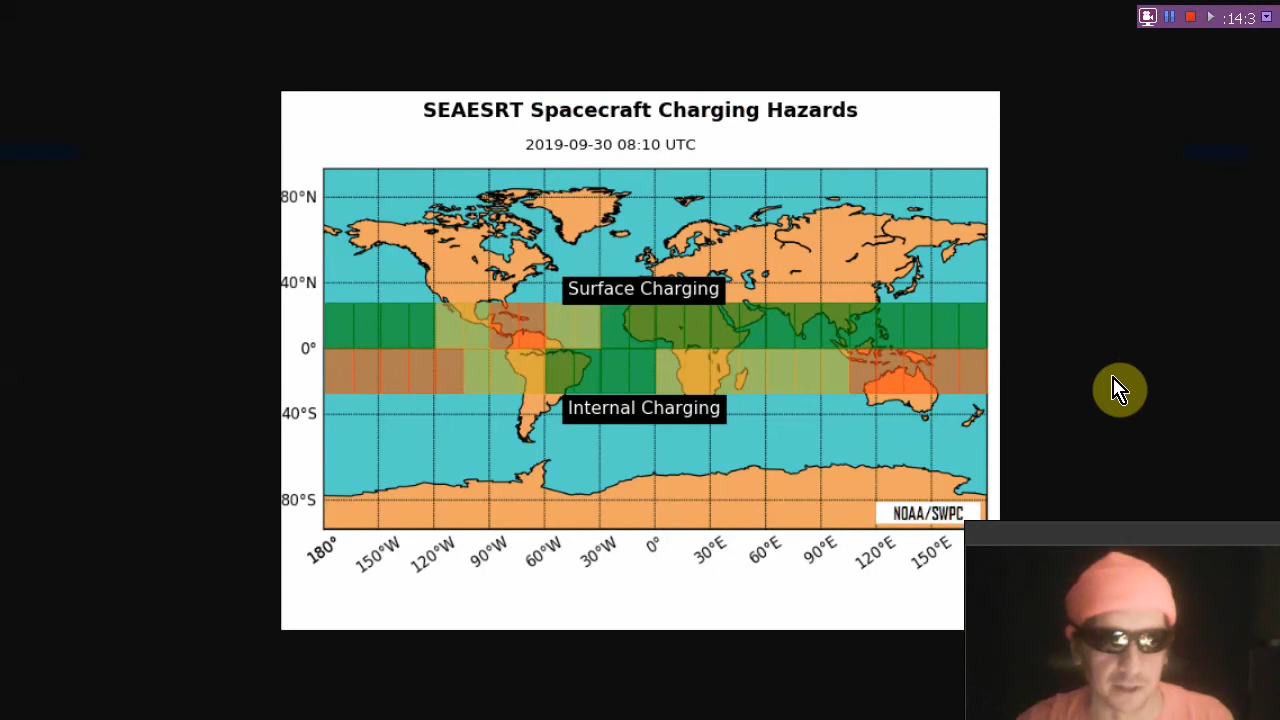 :14:3
SEAESRT Spacecraft Charging Hazards
2019-09-30 08:10 UTC
80°N
40°N
Surface Charging
0°
Internal Charging
40°S
80°S
NOAA/SWPC
180° 150°W 120°W 90°W 60°W 30°W 0° 30°E 60°E 90°E 120°E 150°E